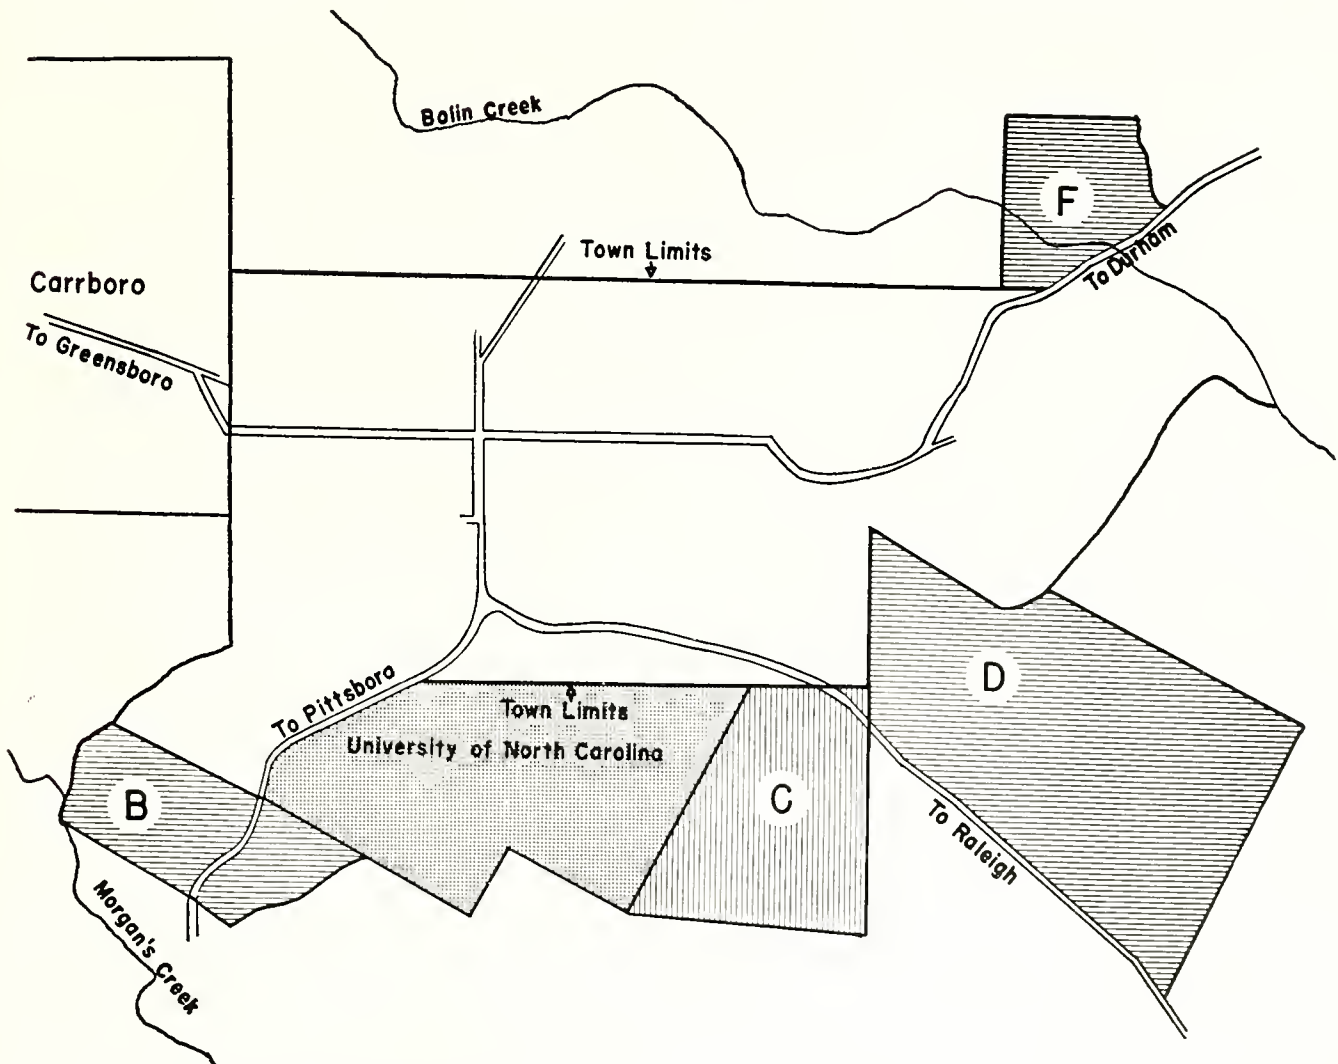 Bolin Creek
F
Town Limits
To Durham
Carrboro
To Greensboro
D
To Pittsboro
Town Limits
University of North Carolina
B
C
To Raleigh
Morgan's Creek